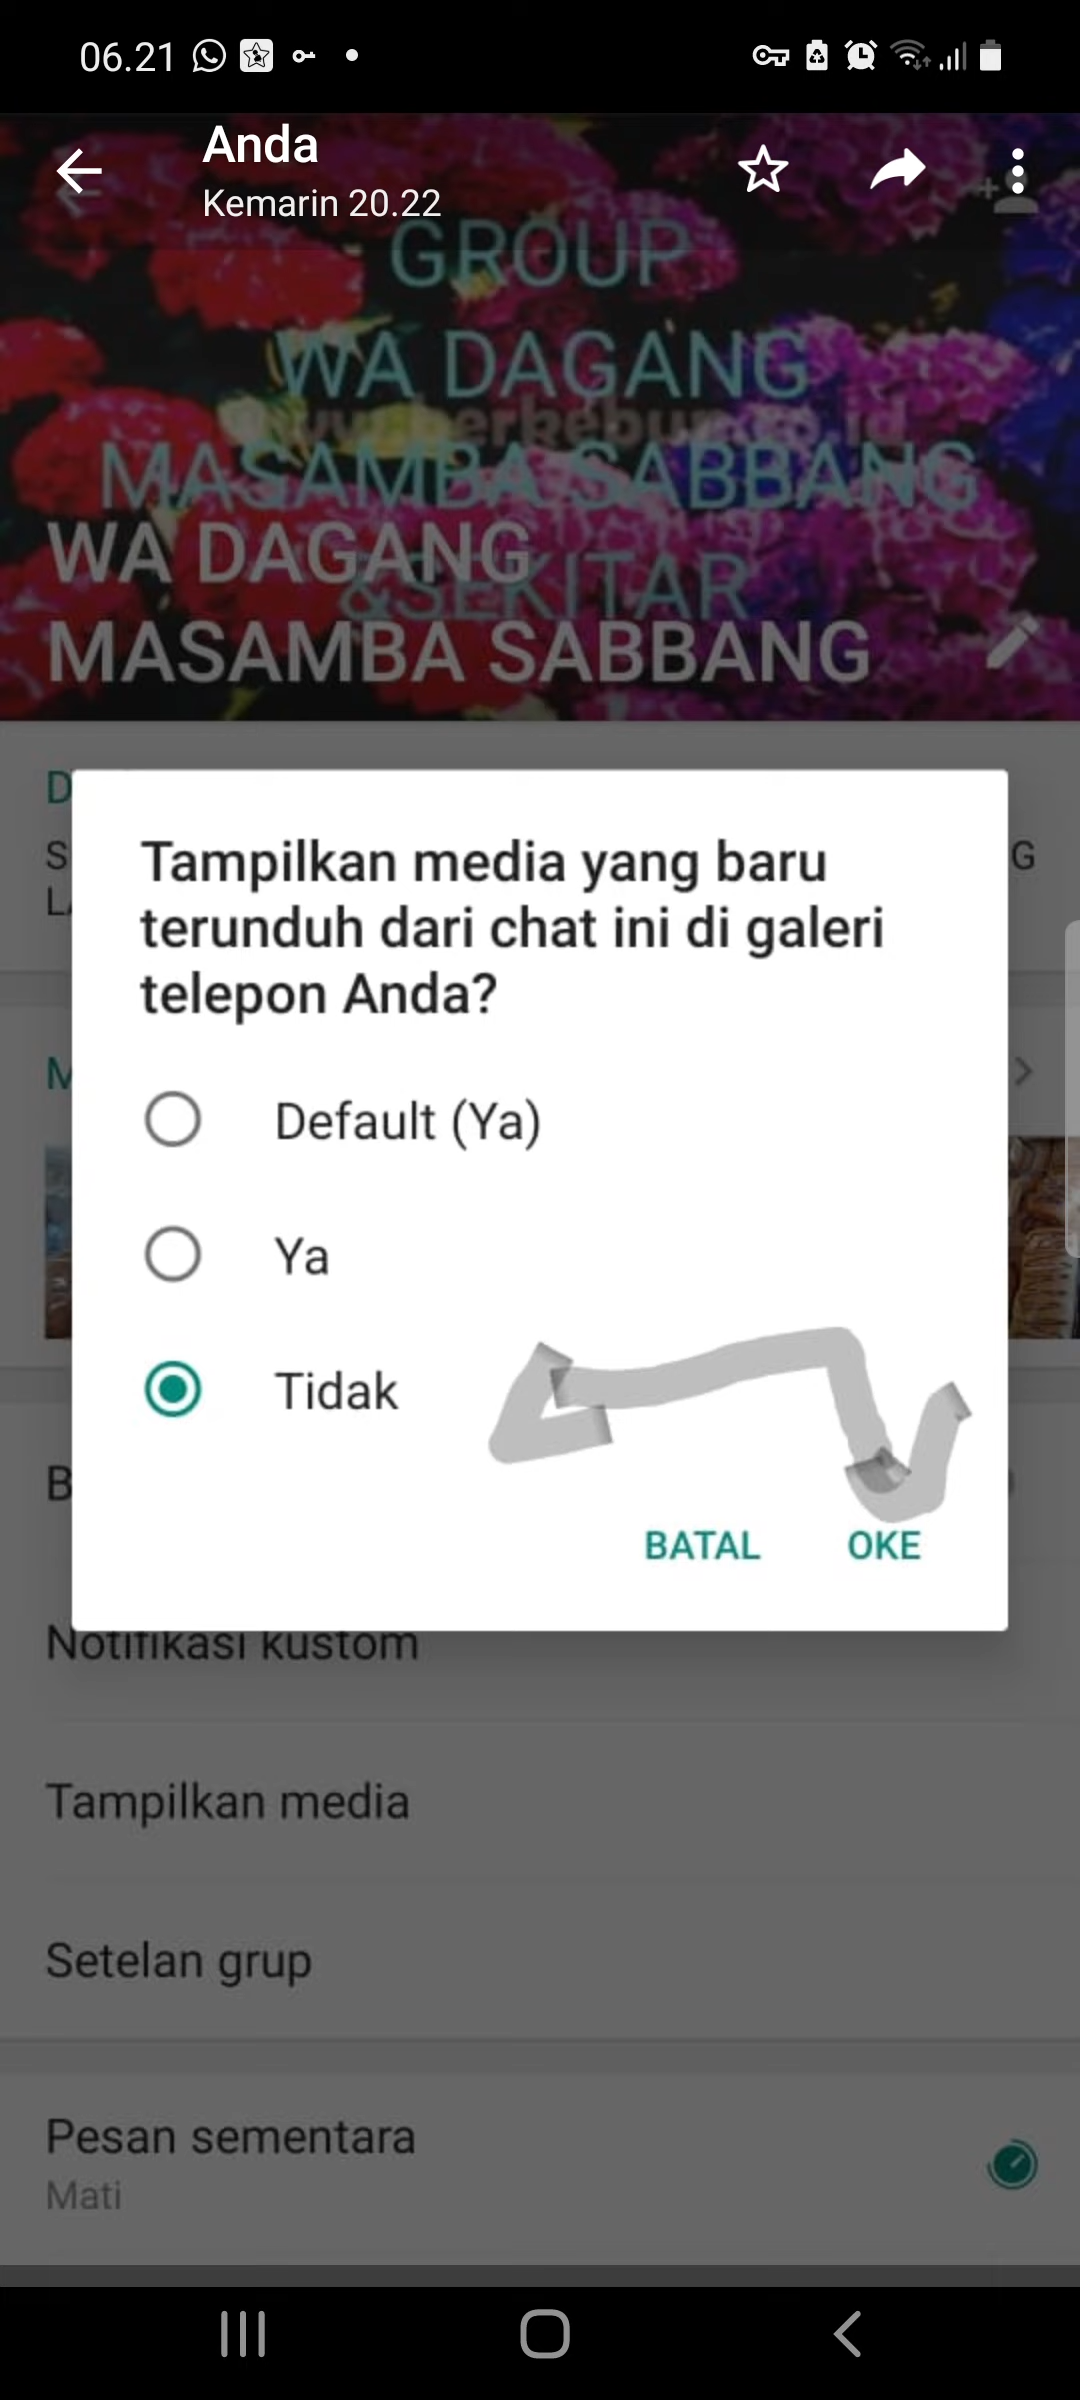 06.21
Anda
Kemarin 20.22
GROUP
WA DAGANG
MASAMBA SABBANG
&SEKITAR
WA DAGANG
MASAMBA SABBANG
D
S
G
L
Tampilkan media yang baru
terunduh dari chat ini di galeri
telepon Anda?
M
Default (Ya)
Ya
Tidak
B
BATAL OKE
Notifikasi kustom
Tampilkan media
Setelan grup
Pesan sementara
Mati